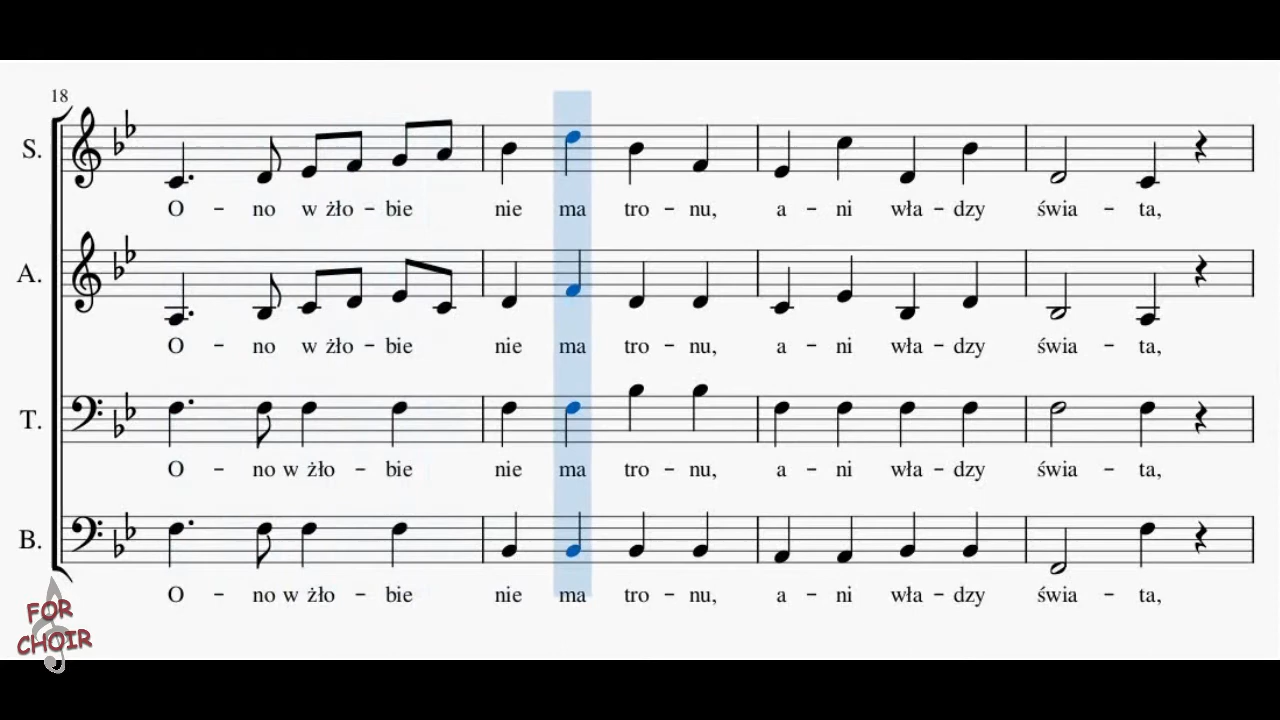 18
S.
O - no w żło - bie nie ma tro - nu, a - ni wła - dzy świa - ta,
A.
O - no w żło - bie nie ma tro - nu, a - ni wła - dzy świa - ta,
T.
O - no w żło - bie nie ma tro - nu, a - ni wła - dzy świa - ta,
B.
O - no w żło - bie nie ma tro - nu, a - ni wła - dzy świa - ta,
FOR
CHOIR